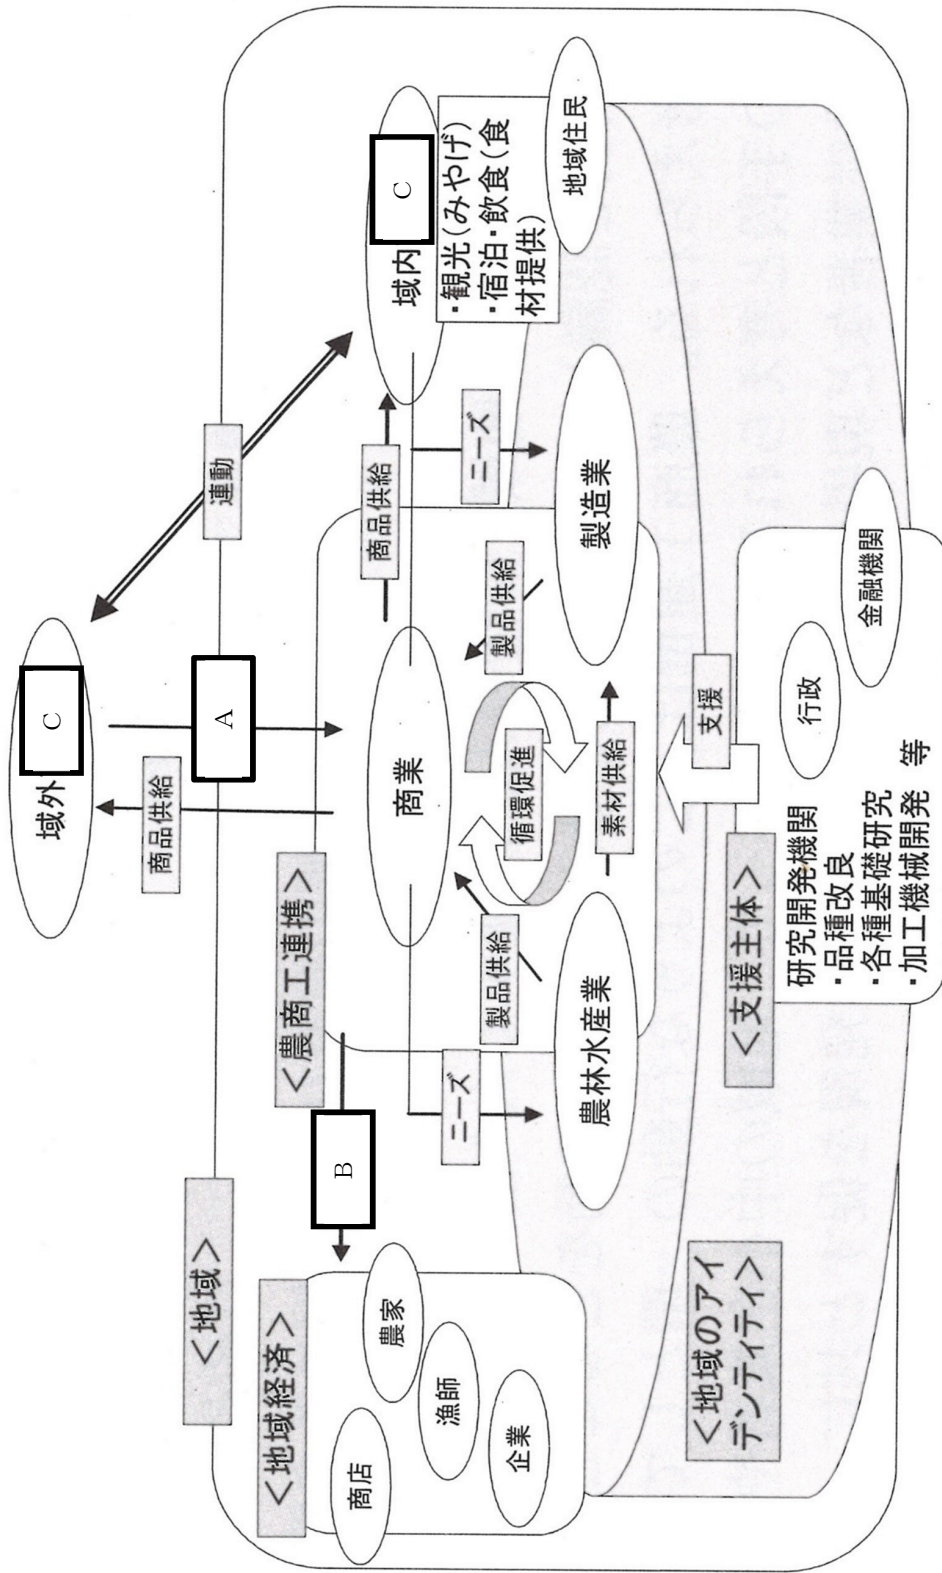 域外 C
商品供給
A
連動
＜地域＞
＜地域経済＞
商店
農家
漁師
企業
B
＜農商工連携＞
商業
商品供給
域内 C
・観光(みやげ)
・宿泊・飲食(食
材提供)
地域住民
ニーズ
ニーズ
製品供給
循環促進
製品供給
農林水産業
素材供給
製造業
＜地域のアイ
デンティティ＞
支援
＜支援主体＞
研究開発機関
・品種改良
・各種基礎研究
・加工機械開発 等
行政
金融機関